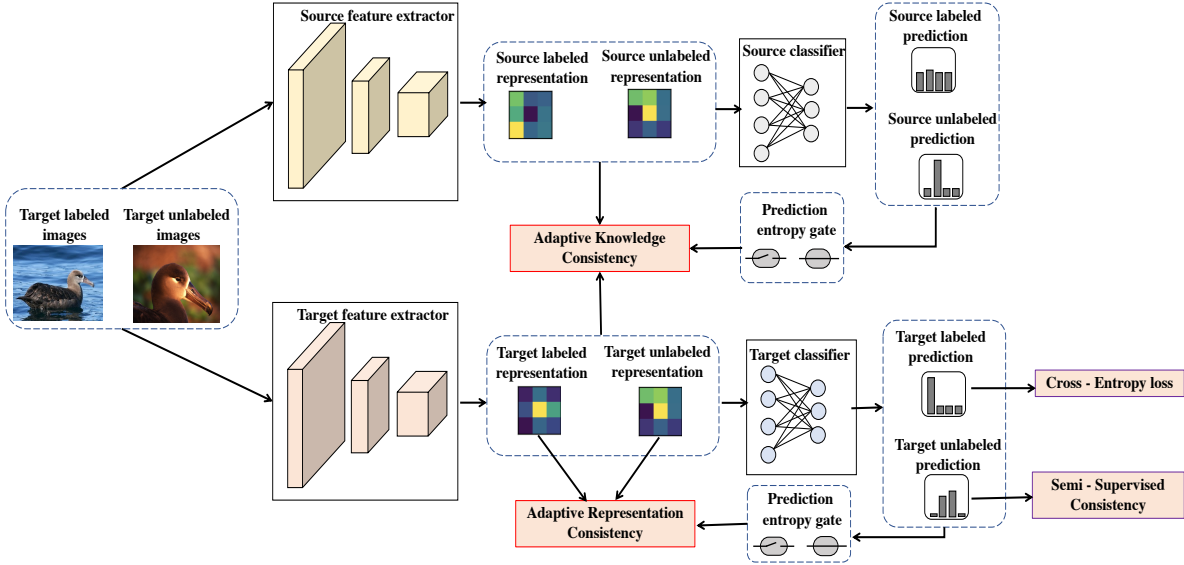 Source feature extractor
Source labeled
representation
Source unlabeled
representation
Source classifier
Source labeled
prediction
Source unlabeled
prediction
Target labeled
images
Target unlabeled
images
Adaptive Knowledge
Consistency
Prediction
entropy gate
Target feature extractor
Target labeled
representation
Target unlabeled
representation
Target classifier
Target labeled
prediction
Cross - Entropy loss
Target unlabeled
prediction
Semi - Supervised
Consistency
Adaptive Representation
Consistency
Prediction
entropy gate